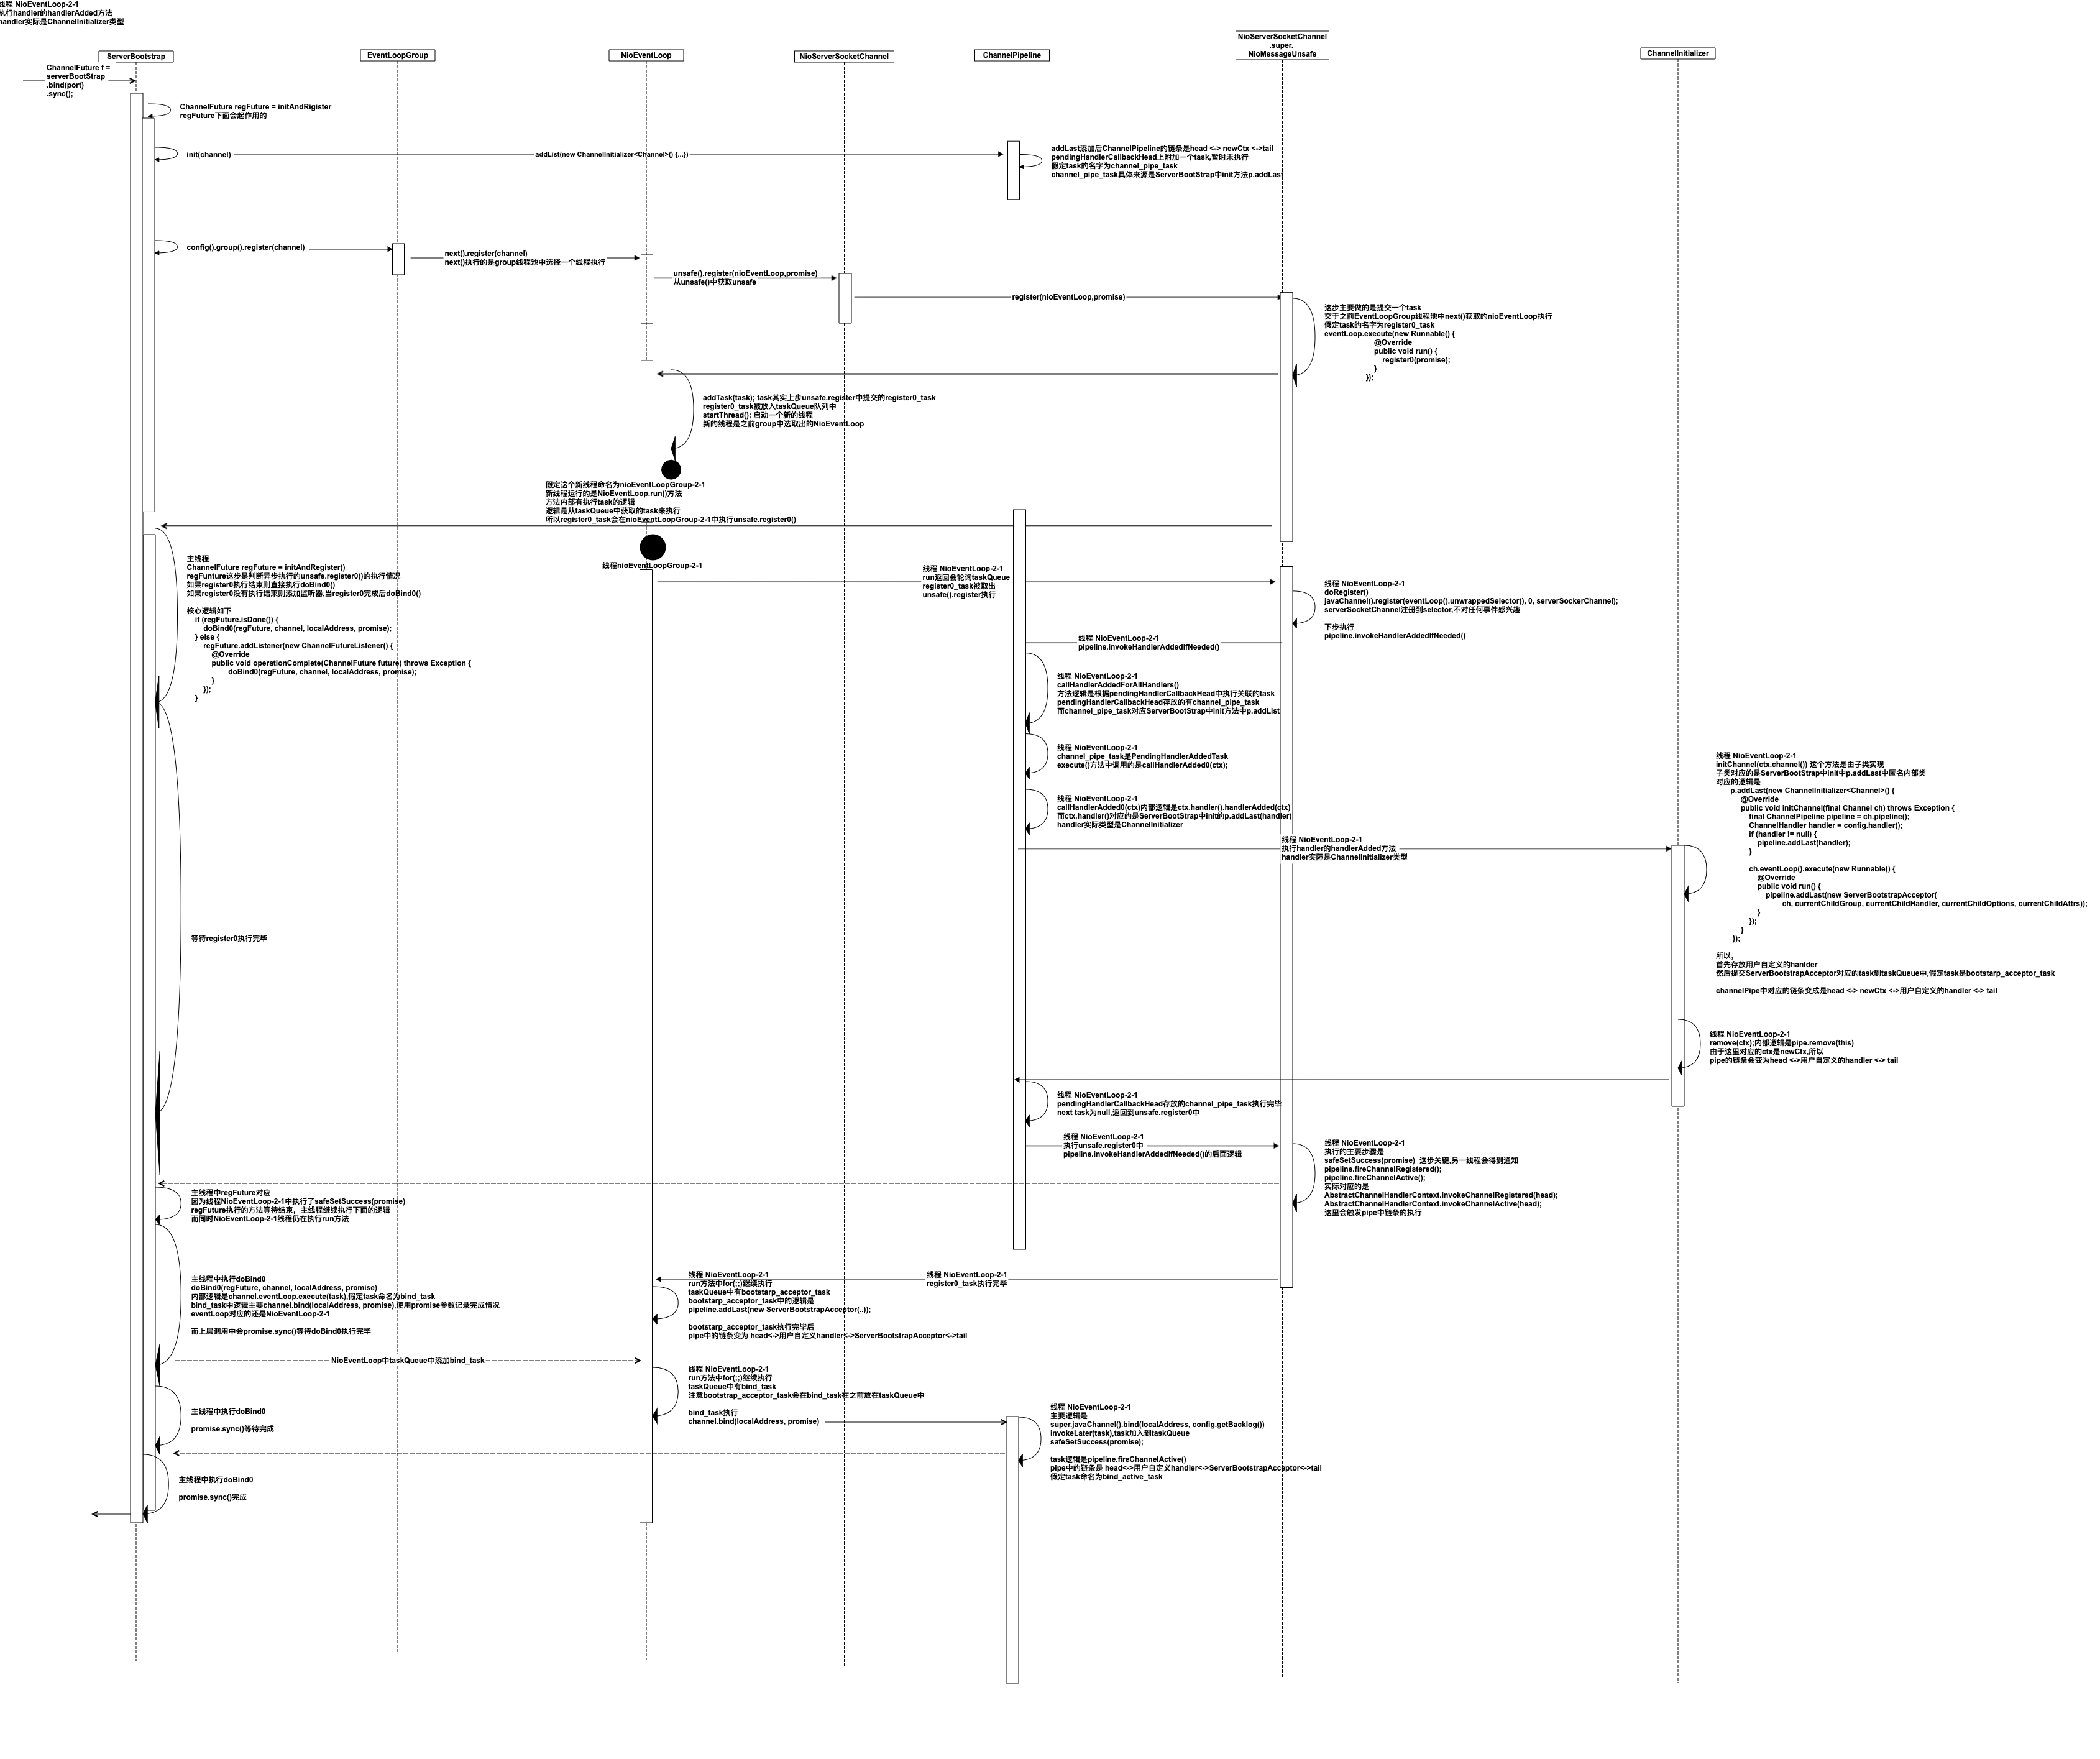 线程 NioEventLoop-2-1
执行handler的handlerAdded方法
handler实际是ChannelInitializer类型
ServerBootstrap
EventLoopGroup
NioEventLoop
NioServerSocketChannel
ChannelPipeline
NioServerSocketChannel
.super.
NioMessageUnsafe
ChannelInitializer
ChannelFuture f =
serverBootStrap
.bind(port)
.sync();
ChannelFuture regFuture = initAndRigister
regFuture下面会起作用的
init(channel)
addList(new ChannelInitializer<Channel>() {...})
addLast添加后ChannelPipeline的链条是head <-> newCtx <->tail
pendingHandlerCallbackHead上附加一个task,暂时未执行
假定task的名字为channel_pipe_task
channel_pipe_task具体来源是ServerBootStrap中init方法p.addLast
config().group().register(channel)
next().register(channel)
next()执行的是group线程池中选择一个线程执行
unsafe().register(nioEventLoop,promise)
从unsafe()中获取unsafe
register(nioEventLoop,promise)
这步主要做的是提交一个task
交于之前EventLoopGroup线程池中next()获取的nioEventLoop执行
假定task的名字为register0_task
eventLoop.execute(new Runnable() {
@Override
public void run() {
register0(promise);
}
});
addTask(task); task其实上步unsafe.register中提交的register0_task
register0_task被放入taskQueue队列中
startThread(); 启动一个新的线程
新的线程是之前group中选取出的NioEventLoop
假定这个新线程命名为nioEventLoopGroup-2-1
新线程运行的是NioEventLoop.run()方法
方法内部有执行task的逻辑
逻辑是从taskQueue中获取的task来执行
所以register0_task会在nioEventLoopGroup-2-1中执行unsafe.register0()
主线程
ChannelFuture regFuture = initAndRegister()
regFunture这步是判断异步执行的unsafe.register0()的执行情况
如果register0执行结束则直接执行doBind0()
如果register0没有执行结束则添加监听器,当register0完成后doBind0()
核心逻辑如下
if (regFuture.isDone()) {
doBind0(regFuture, channel, localAddress, promise);
} else {
regFuture.addListener(new ChannelFutureListener() {
@Override
public void operationComplete(ChannelFuture future) throws Exception {
doBind0(regFuture, channel, localAddress, promise);
}
});
}
线程nioEventLoopGroup-2-1
线程 NioEventLoop-2-1
run返回会轮询taskQueue
register0_task被取出
unsafe().register执行
线程 NioEventLoop-2-1
doRegister()
javaChannel().register(eventLoop().unwrappedSelector(), 0, serverSockerChannel);
serverSocketChannel注册到selector,不对任何事件感兴趣
下步执行
pipeline.invokeHandlerAddedIfNeeded()
线程 NioEventLoop-2-1
pipeline.invokeHandlerAddedIfNeeded()
线程 NioEventLoop-2-1
callHandlerAddedForAllHandlers()
方法逻辑是根据pendingHandlerCallbackHead中执行关联的task
pendingHandlerCallbackHead存放的有channel_pipe_task
而channel_pipe_task对应ServerBootStrap中init方法中p.addList
线程 NioEventLoop-2-1
channel_pipe_task是PendingHandlerAddedTask
execute()方法中调用的是callHandlerAdded0(ctx);
线程 NioEventLoop-2-1
callHandlerAdded0(ctx)内部逻辑是ctx.handler().handlerAdded(ctx)
而ctx.handler()对应的是ServerBootStrap中init的p.addLast(handler)
handler实际类型是ChannelInitializer
线程 NioEventLoop-2-1
执行handler的handlerAdded方法
handler实际是ChannelInitializer类型
线程 NioEventLoop-2-1
initChannel(ctx.channel()) 这个方法是由子类实现
子类对应的是ServerBootStrap中init中p.addLast中匿名内部类
对应的逻辑是
p.addLast(new ChannelInitializer<Channel>() {
@Override
public void initChannel(final Channel ch) throws Exception {
final ChannelPipeline pipeline = ch.pipeline();
ChannelHandler handler = config.handler();
if (handler != null) {
pipeline.addLast(handler);
}
ch.eventLoop().execute(new Runnable() {
@Override
public void run() {
pipeline.addLast(new ServerBootstrapAcceptor(
ch, currentChildGroup, currentChildHandler, currentChildOptions, currentChildAttrs));
}
});
}
});
所以,
首先存放用户自定义的hanlder
然后提交ServerBootstrapAcceptor对应的task到taskQueue中,假定task是bootstarp_acceptor_task
channelPipe中对应的链条变成是head <-> newCtx <->用户自定义的handler <-> tail
等待register0执行完毕
线程 NioEventLoop-2-1
remove(ctx);内部逻辑是pipe.remove(this)
由于这里对应的ctx是newCtx,所以
pipe的链条会变为head <->用户自定义的handler <-> tail
线程 NioEventLoop-2-1
pendingHandlerCallbackHead存放的channel_pipe_task执行完毕
next task为null,返回到unsafe.register0中
线程 NioEventLoop-2-1
执行unsafe.register0中
pipeline.invokeHandlerAddedIfNeeded()的后面逻辑
线程 NioEventLoop-2-1
执行的主要步骤是
safeSetSuccess(promise)  这步关键,另一线程会得到通知
pipeline.fireChannelRegistered();
pipeline.fireChannelActive();
实际对应的是
AbstractChannelHandlerContext.invokeChannelRegistered(head);
AbstractChannelHandlerContext.invokeChannelActive(head);
这里会触发pipe中链条的执行
主线程中regFuture对应
因为线程NioEventLoop-2-1中执行了safeSetSuccess(promise)
regFuture执行的方法等待结束，主线程继续执行下面的逻辑
而同时NioEventLoop-2-1线程仍在执行run方法
主线程中执行doBind0
doBind0(regFuture, channel, localAddress, promise)
内部逻辑是channel.eventLoop.execute(task),假定task命名为bind_task
bind_task中逻辑主要channel.bind(localAddress, promise),使用promise参数记录完成情况
eventLoop对应的还是NioEventLoop-2-1
而上层调用中会promise.sync()等待doBind0执行完毕
线程 NioEventLoop-2-1
run方法中for(;;)继续执行
taskQueue中有bootstarp_acceptor_task
bootstarp_acceptor_task中的逻辑是
pipeline.addLast(new ServerBootstrapAcceptor(..));
bootstarp_acceptor_task执行完毕后
pipe中的链条变为 head<->用户自定义handler<->ServerBootstrapAcceptor<->tail
线程 NioEventLoop-2-1
register0_task执行完毕
NioEventLoop中taskQueue中添加bind_task
线程 NioEventLoop-2-1
run方法中for(;;)继续执行
taskQueue中有bind_task
注意bootstrap_acceptor_task会在bind_task在之前放在taskQueue中
bind_task执行
channel.bind(localAddress, promise)
主线程中执行doBind0
promise.sync()等待完成
线程 NioEventLoop-2-1
主要逻辑是
super.javaChannel().bind(localAddress, config.getBacklog())
invokeLater(task),task加入到taskQueue
safeSetSuccess(promise);
task逻辑是pipeline.fireChannelActive()
pipe中的链条是 head<->用户自定义handler<->ServerBootstrapAcceptor<->tail
假定task命名为bind_active_task
主线程中执行doBind0
promise.sync()完成